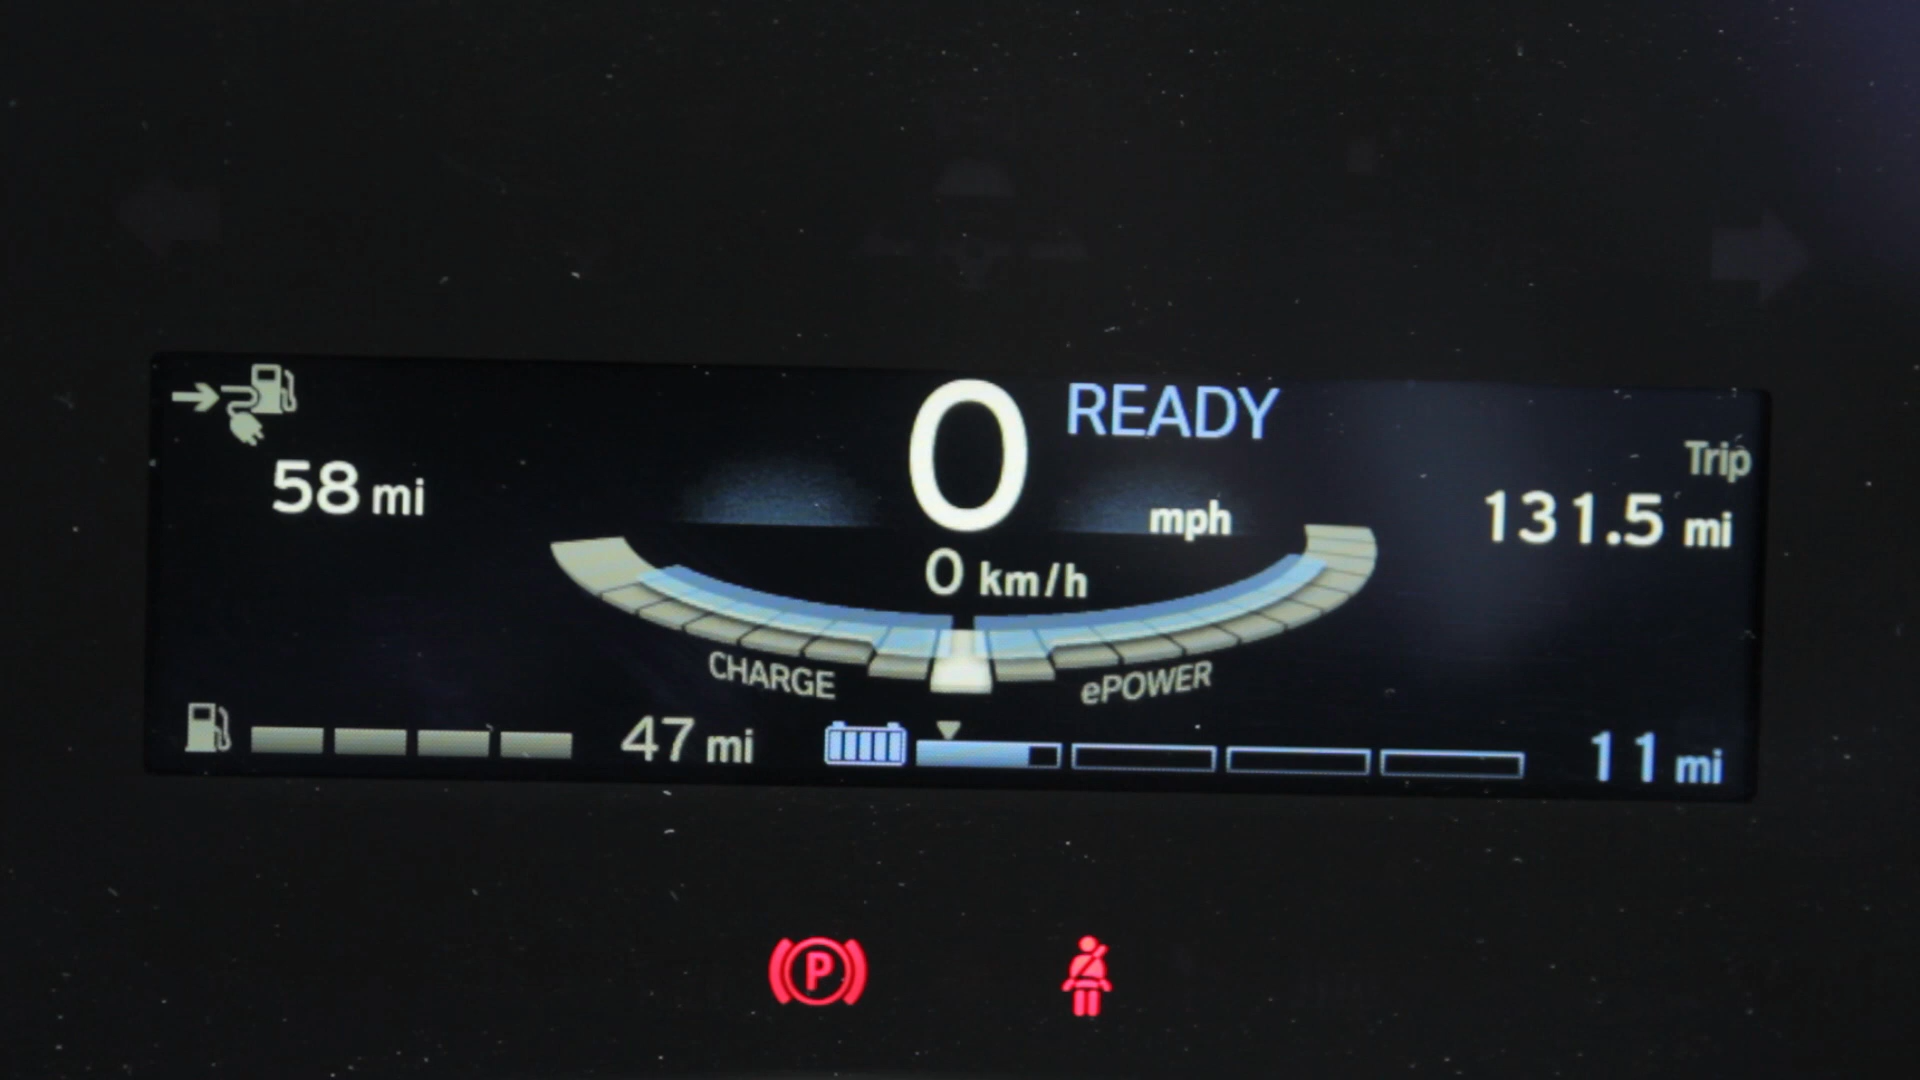 0 READY
Trip
58 mi
mph
131.5 mi
0 km/h
CHARGE
ePOWER
47 mi
11 mi
P